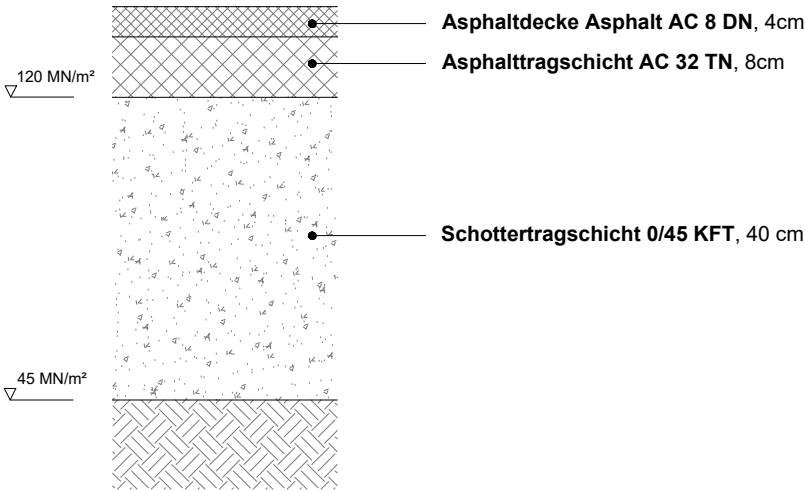 Asphaltdecke Asphalt AC 8 DN, 4cm
Asphalttragschicht AC 32 TN, 8cm
120 MN/m²
Schottertragschicht 0/45 KFT, 40 cm
45 MN/m²